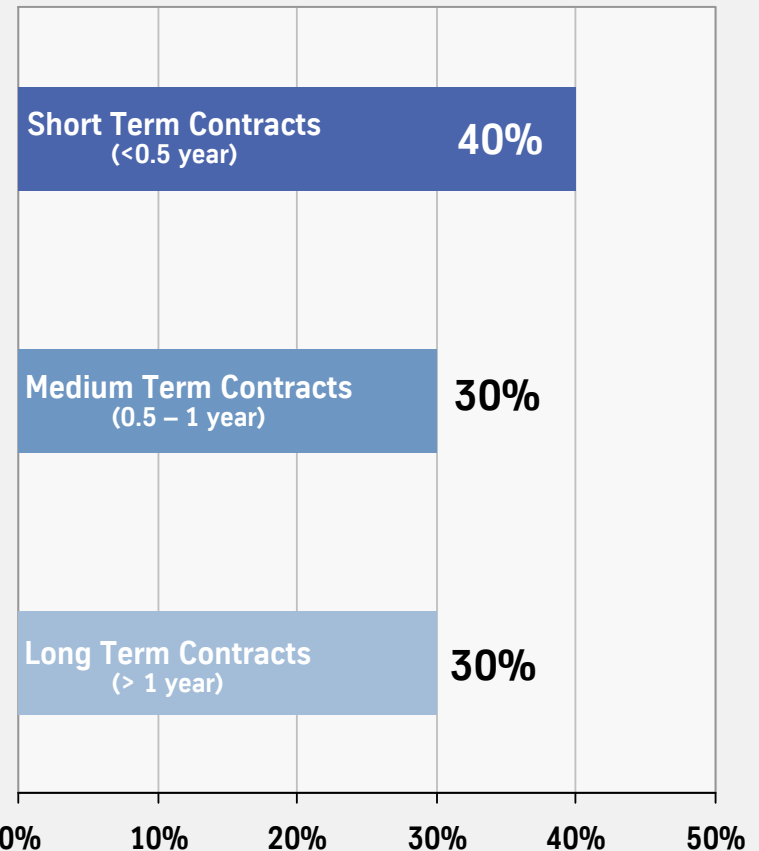 Short Term Contracts
(<0.5 year)
40%
Medium Term Contracts
(0.5 – 1 year)
30%
Long Term Contracts
(> 1 year)
30%
0% 10% 20% 30% 40% 50%